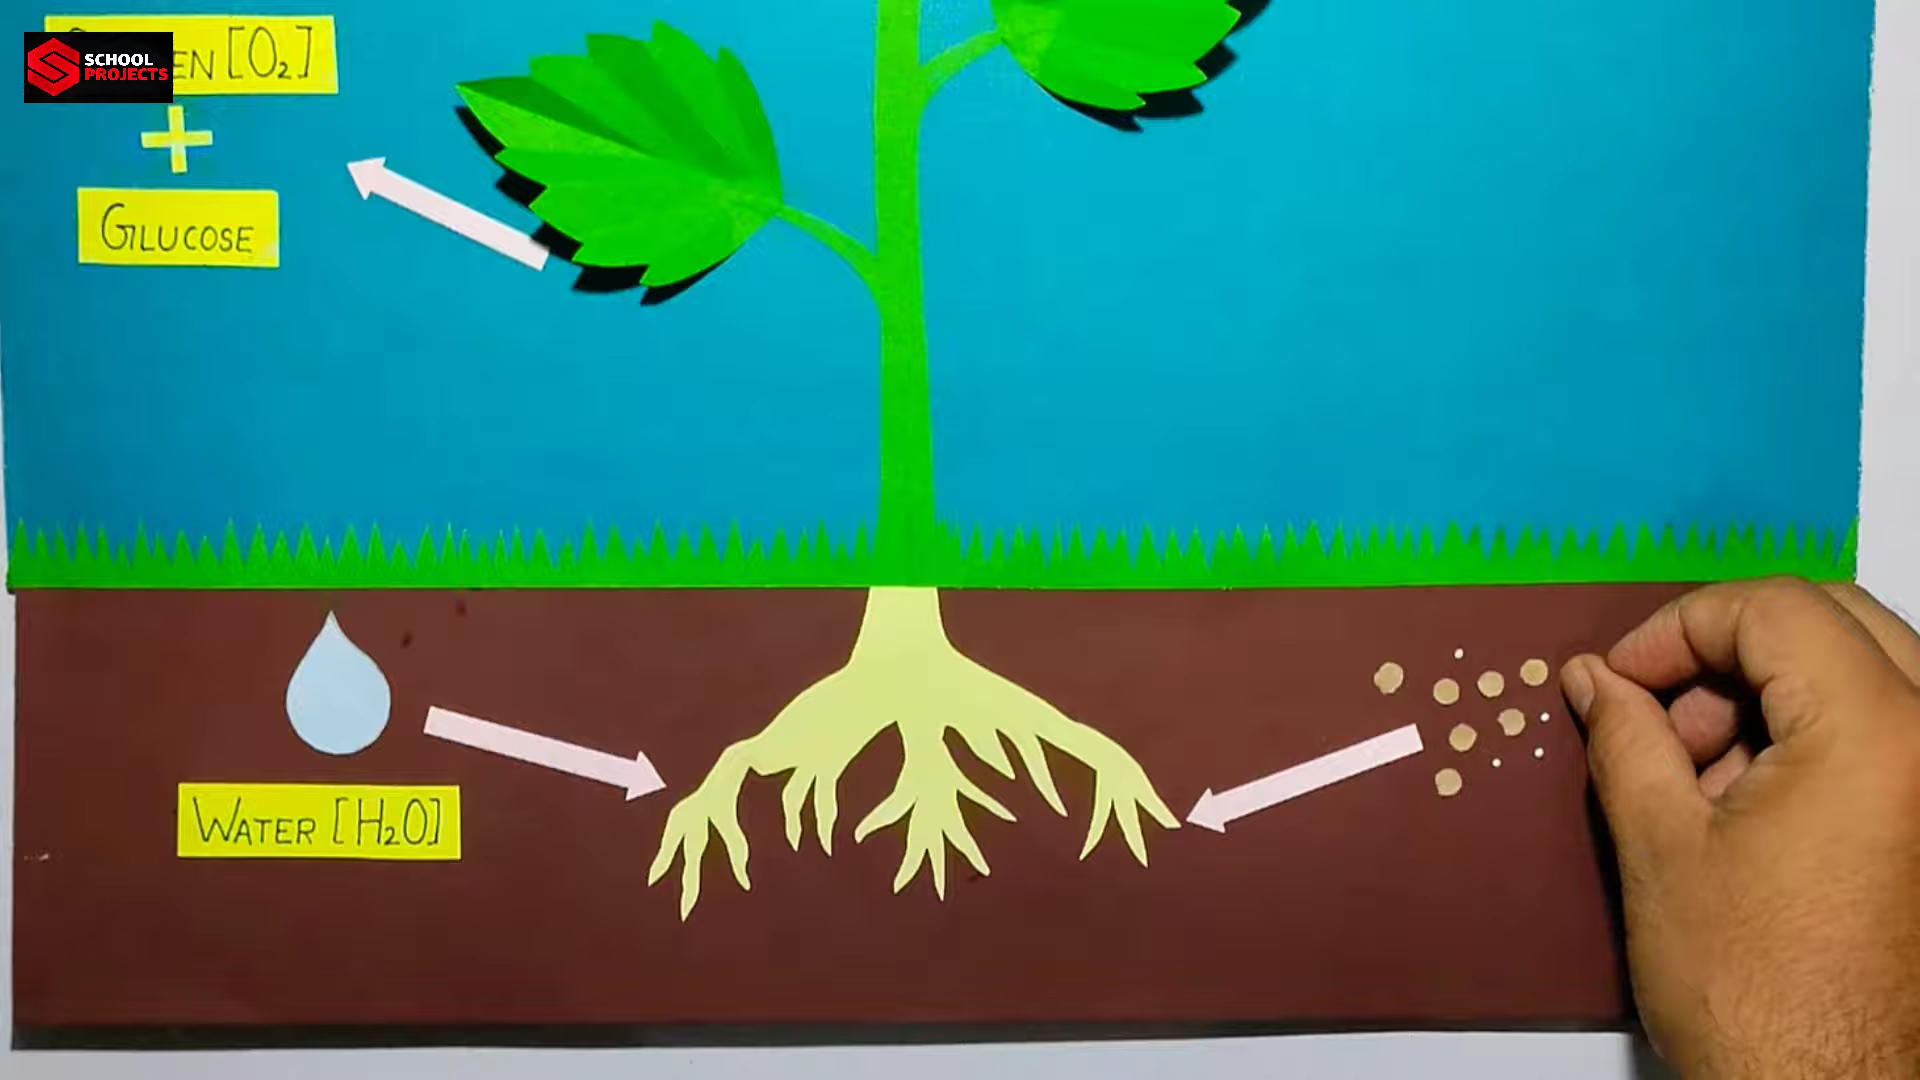 SCHOOL
PROJECTS
EN [O₂]
+
GLUCOSE
WATER [H₂O]